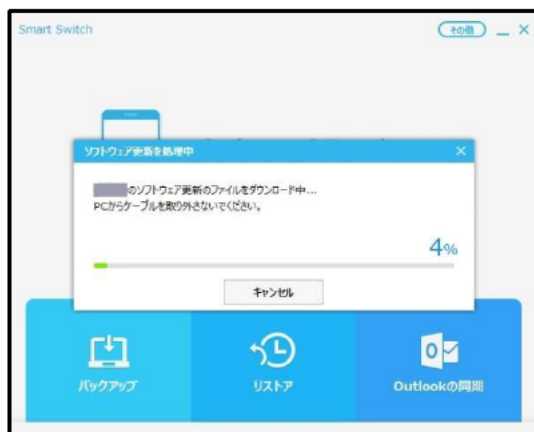 Smart Switch
その他
ソフトウェア更新を処理中
のソフトウェア更新のファイルをダウンロード中...
PCからケーブルを取り外さないでください。
4%
キャンセル
バックアップ
リストア
Outlookの同期